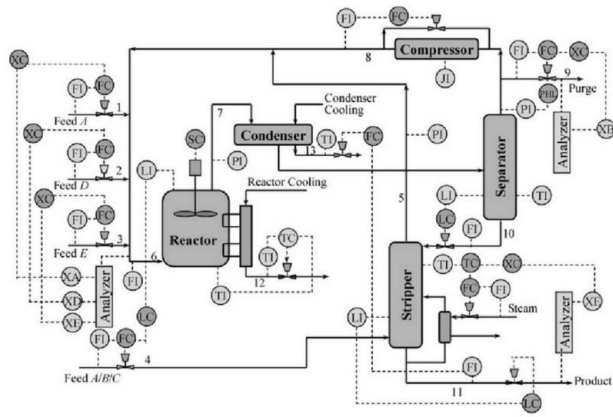 FI
FC
8
Compressor
JI
FI
FC
XC
9
Purge
PHL
PI
XB
Analyzer
XC
FI
FC
1
Feed A
7
Condenser
Cooling
Condenser
13
TI
FC
PI
XC
FI
FC
2
Feed D
SC
LI
PI
Separator
LI
TI
5
LC
FI
10
XC
FI
FC
3
Feed E
Reactor
Reactor Cooling
6
FI
TI
TC
TI
12
XA
XD
XE
Analyzer
LC
Stripper
TI
TC
XC
FC
FI
Steam
LI
XE
Analyzer
FI
FC
4
Feed A/B/C
FI
11
Product
LC